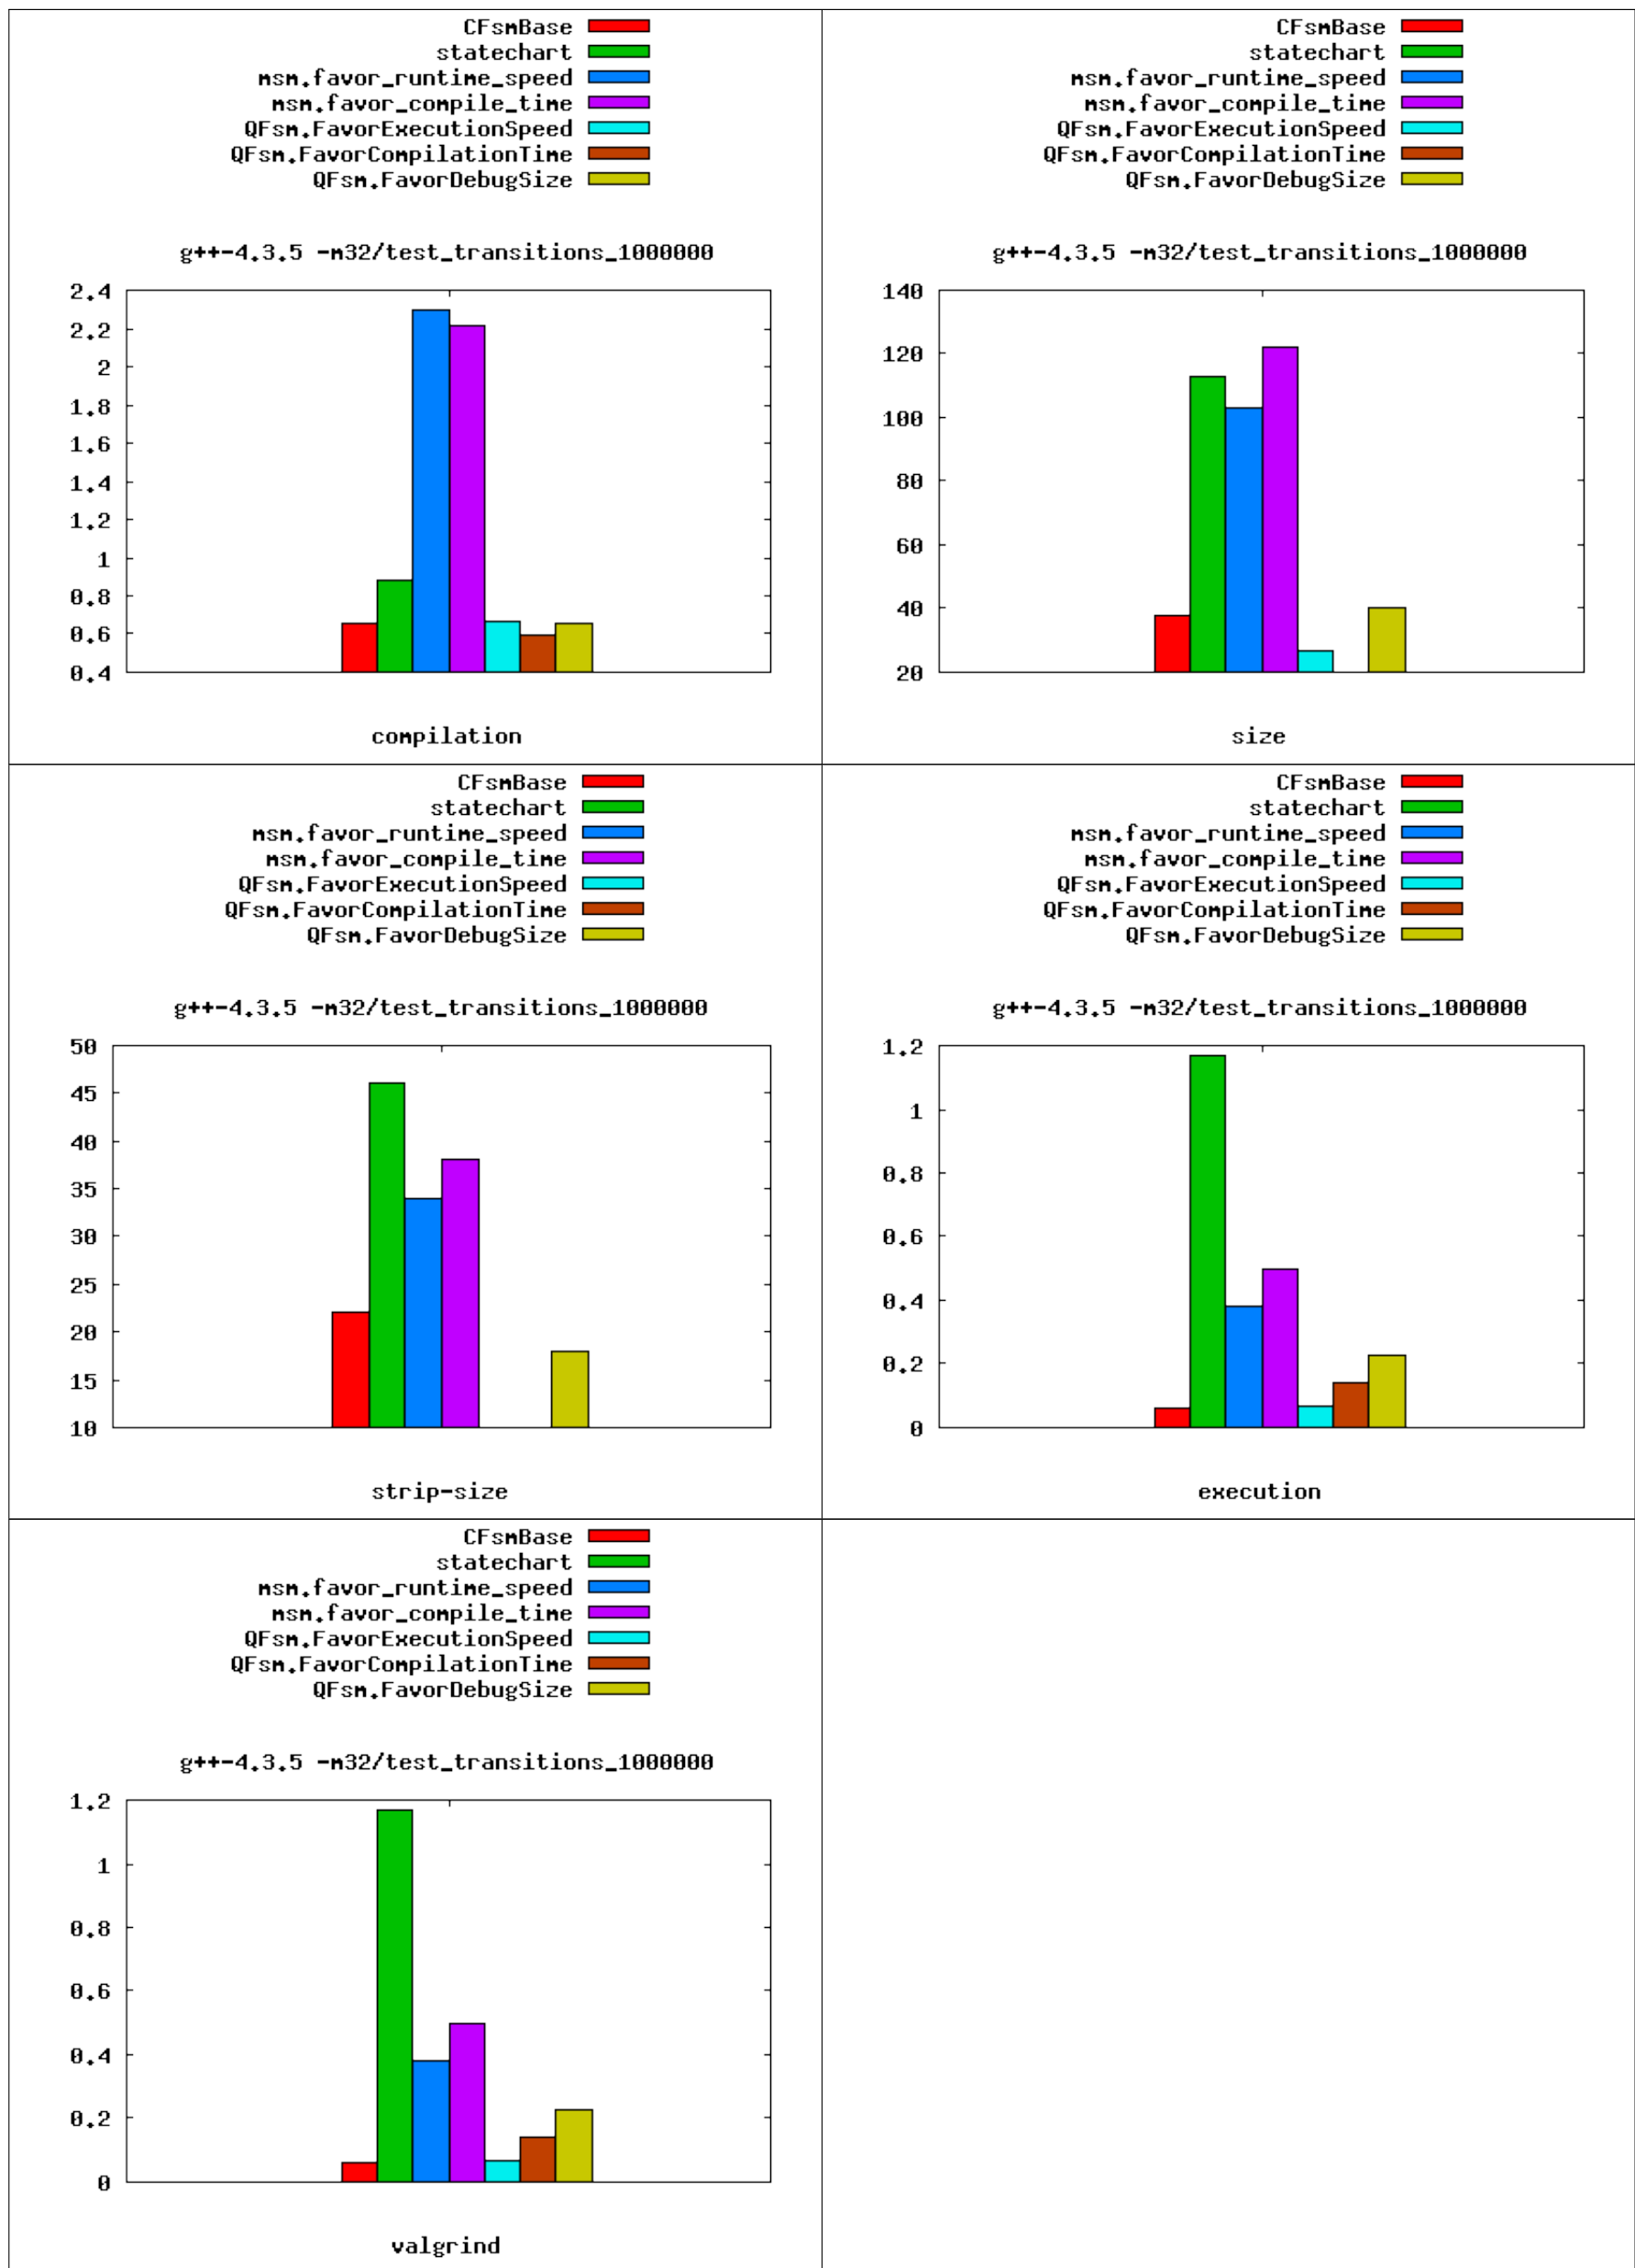 CFsmBase
statechart
msm.favor_runtime_speed
msm.favor_compile_time
QFsm.FavorExecutionSpeed
QFsm.FavorCompilationTime
QFsm.FavorDebugSize
g++-4.3.5 -m32/test_transitions_1000000
2.4
2.2
2
1.8
1.6
1.4
1.2
1
0.8
0.6
0.4
compilation
CFsmBase
statechart
msm.favor_runtime_speed
msm.favor_compile_time
QFsm.FavorExecutionSpeed
QFsm.FavorCompilationTime
QFsm.FavorDebugSize
g++-4.3.5 -m32/test_transitions_1000000
140
120
100
80
60
40
20
size
CFsmBase
statechart
msm.favor_runtime_speed
msm.favor_compile_time
QFsm.FavorExecutionSpeed
QFsm.FavorCompilationTime
QFsm.FavorDebugSize
g++-4.3.5 -m32/test_transitions_1000000
50
45
40
35
30
25
20
15
10
strip-size
CFsmBase
statechart
msm.favor_runtime_speed
msm.favor_compile_time
QFsm.FavorExecutionSpeed
QFsm.FavorCompilationTime
QFsm.FavorDebugSize
g++-4.3.5 -m32/test_transitions_1000000
1.2
1
0.8
0.6
0.4
0.2
0
execution
CFsmBase
statechart
msm.favor_runtime_speed
msm.favor_compile_time
QFsm.FavorExecutionSpeed
QFsm.FavorCompilationTime
QFsm.FavorDebugSize
g++-4.3.5 -m32/test_transitions_1000000
1.2
1
0.8
0.6
0.4
0.2
0
valgrind